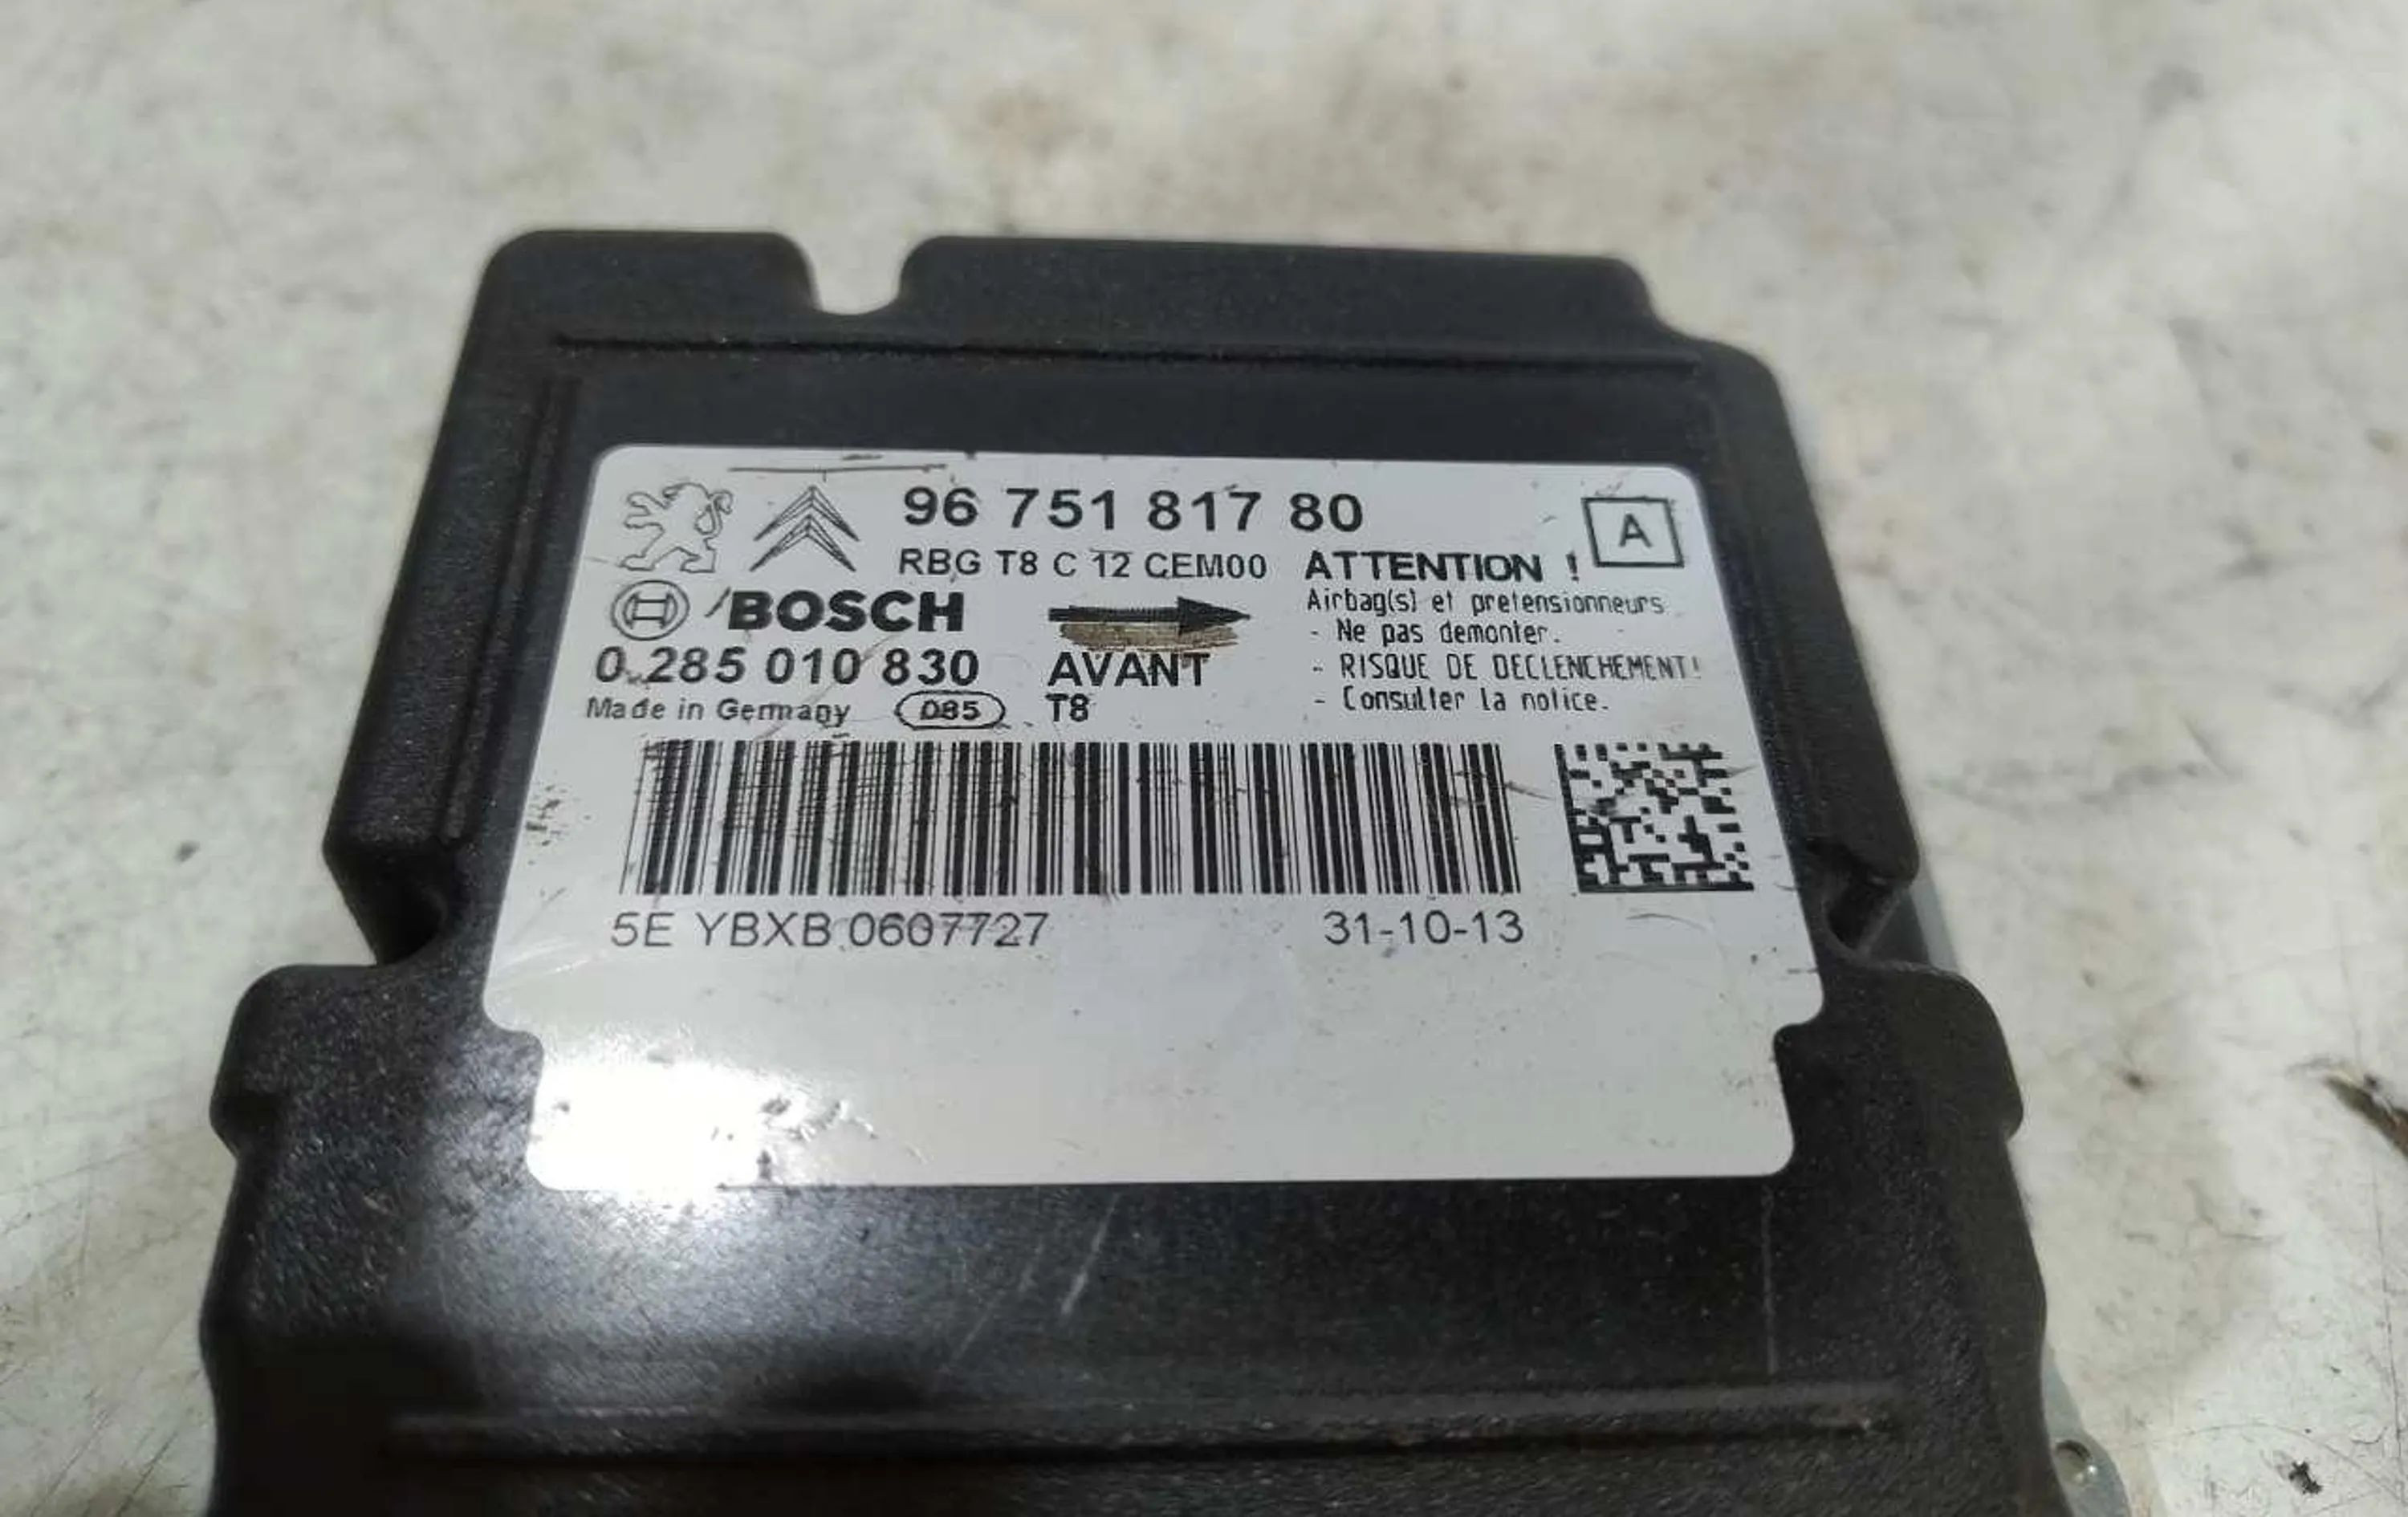 96 751 817 80
A
RBG T8 C 12 CEM00
ATTENTION !
BOSCH
Airbag(s) et pretensionneurs
- Ne pas demonter.
0 285 010 830
AVANT
- RISQUE DE DECLENCHEMENT!
Made in Germany
085
T8
- Consulter la notice.
5E YBXB 0607727
31-10-13